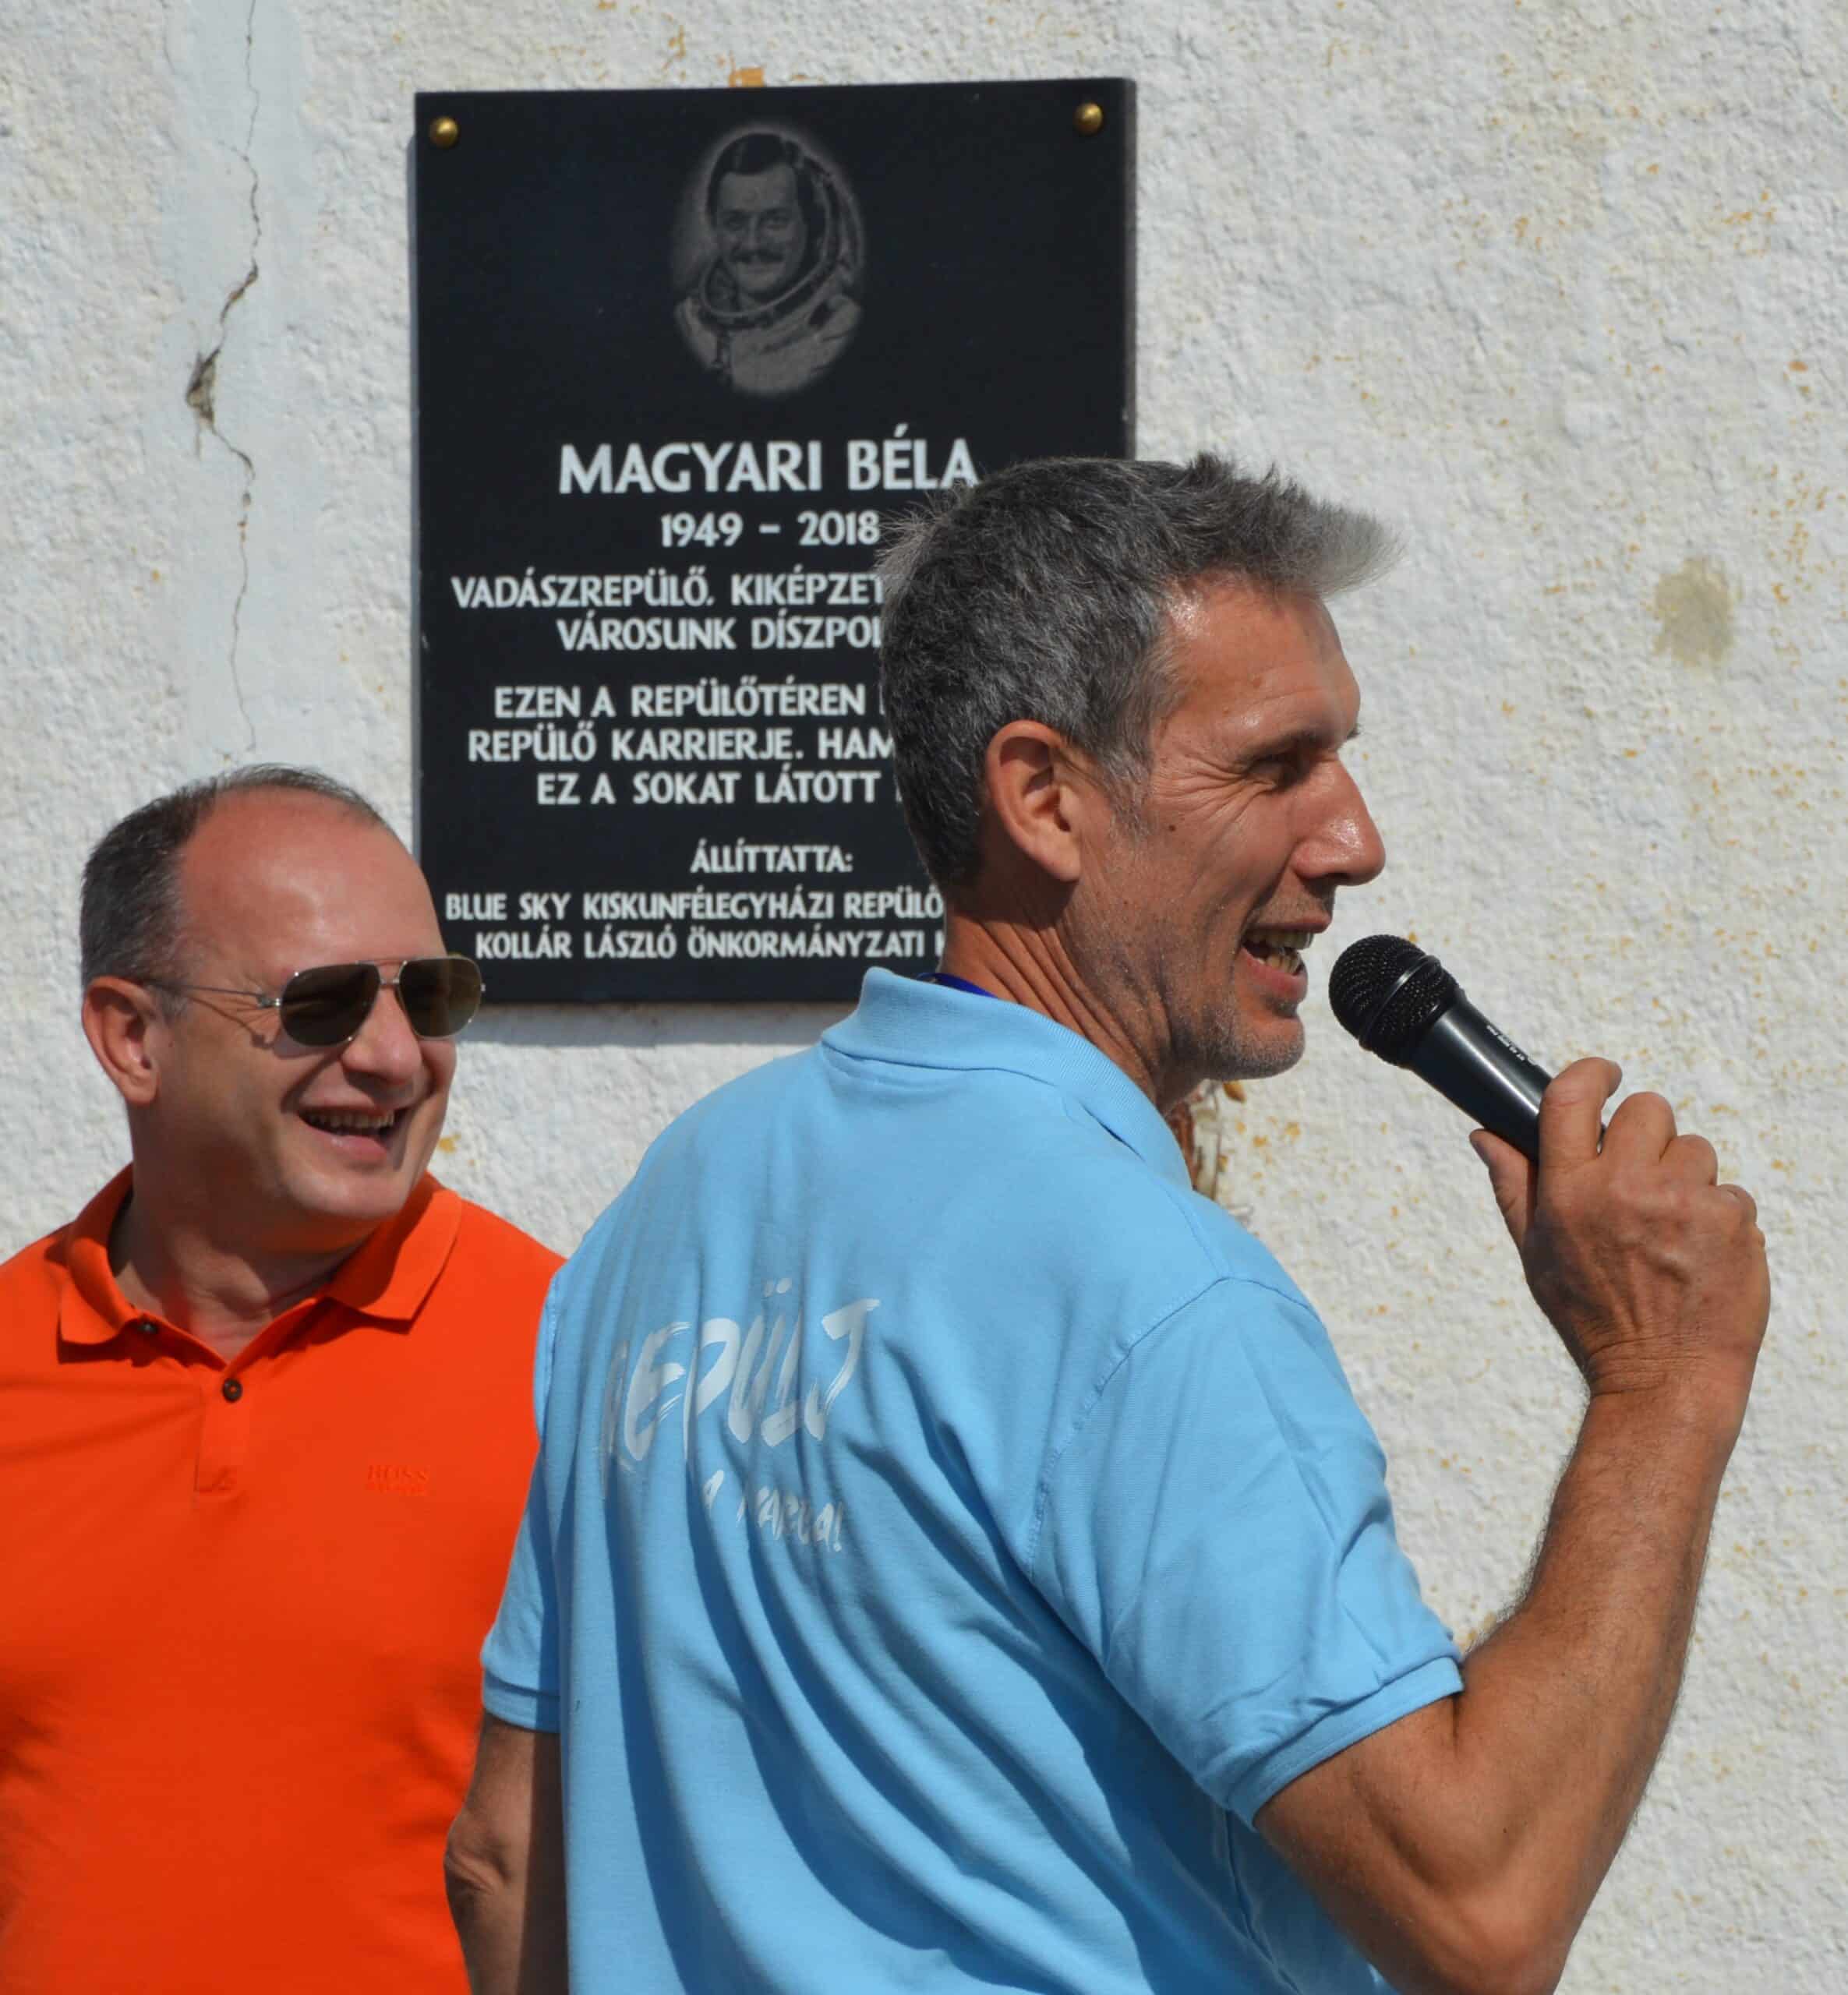 MAGYARI BÉLA
1949 - 2018
VADÁSZREPÜLŐ, KIKÉPZET
VÁROSUNK DÍSZPOL
EZEN A REPÜLŐTÉREN
REPÜLŐ KARRIERJE. HAM
EZ A SOKAT LÁTOTT
ÁLLÍTTATTA:
BLUE SKY KISKUNFÉLEGYHÁZI REPÜLŐ
KOLLÁR LÁSZLÓ ÖNKORMÁNYZATI
REPÜLJ
A
BOSS